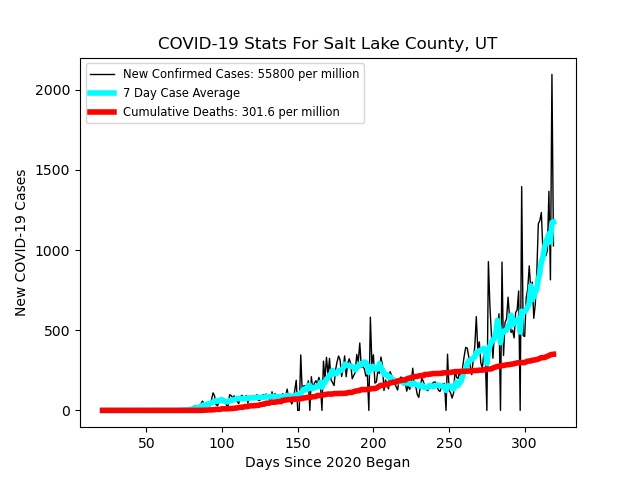 COVID-19 Stats For Salt Lake County, UT
New Confirmed Cases: 55800 per million
7 Day Case Average
Cumulative Deaths: 301.6 per million
New COVID-19 Cases
2000
1500
1000
500
0
50 100 150 200 250 300
Days Since 2020 Began